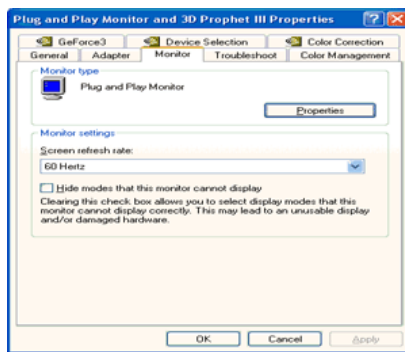 Plug and Play Monitor and 3D Prophet III Properties
GeForce3 Device Selection Color Correction
General Adapter Monitor Troubleshoot Color Management
Monitor type
Plug and Play Monitor
Properties
Monitor settings
Screen refresh rate:
60 Hertz
Hide modes that this monitor cannot display
Clearing this check box allows you to select display modes that this
monitor cannot display correctly. This may lead to an unusable display
and/or damaged hardware.
OK Cancel Apply